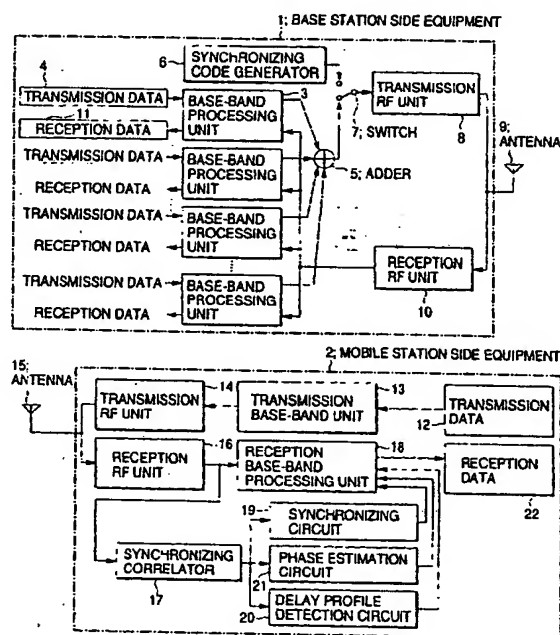 1; BASE STATION SIDE EQUIPMENT
6
SYNCHRONIZING
CODE GENERATOR
4
TRANSMISSION DATA
11
RECEPTION DATA
3
BASE-BAND
PROCESSING
UNIT
TRANSMISSION DATA
RECEPTION DATA
BASE-BAND
PROCESSING
UNIT
TRANSMISSION DATA
RECEPTION DATA
BASE-BAND
PROCESSING
UNIT
TRANSMISSION DATA
RECEPTION DATA
BASE-BAND
PROCESSING
UNIT
5; ADDER
7; SWITCH
TRANSMISSION
RF UNIT
8
9;
ANTENNA
RECEPTION
RF UNIT
10
2; MOBILE STATION SIDE EQUIPMENT
15;
ANTENNA
14
TRANSMISSION
RF UNIT
13
TRANSMISSION
BASE-BAND UNIT
12
TRANSMISSION
DATA
16
RECEPTION
RF UNIT
18
RECEPTION
BASE-BAND
PROCESSING UNIT
RECEPTION
DATA
22
19
SYNCHRONIZING
CIRCUIT
SYNCHRONIZING
CORRELATOR
17
PHASE ESTIMATION
CIRCUIT
21
DELAY PROFILE
DETECTION CIRCUIT
20